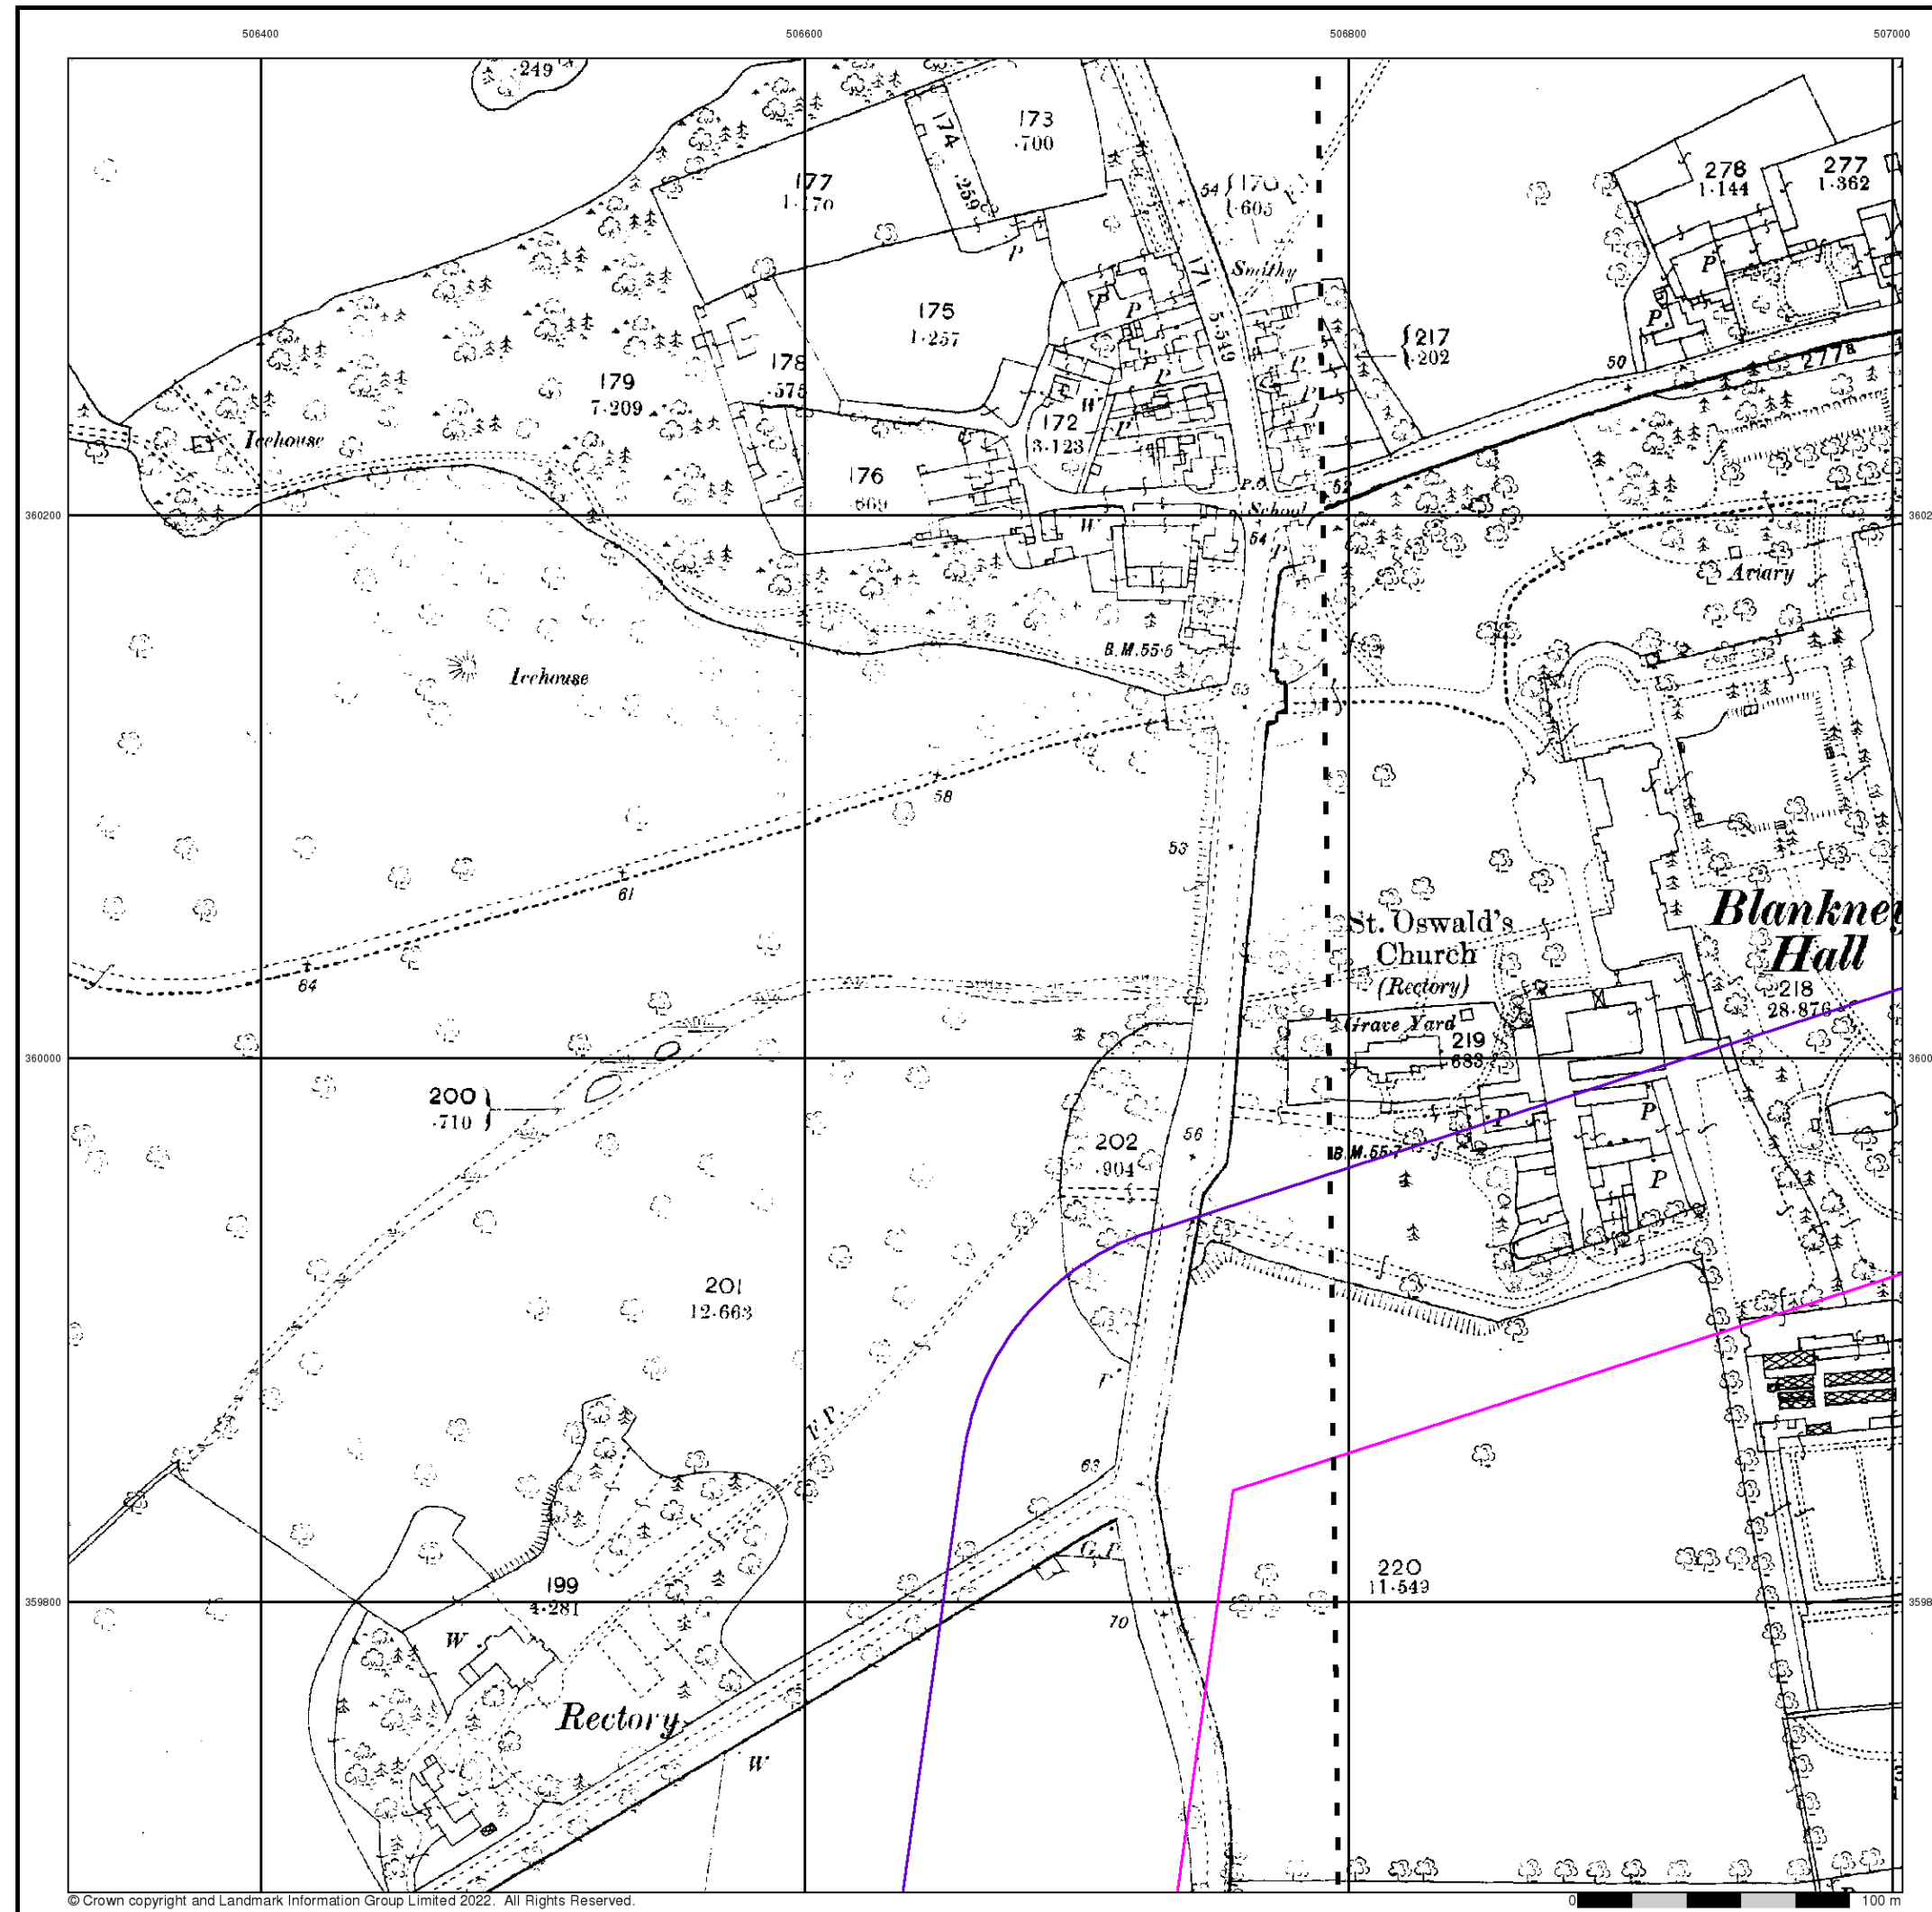 506400
506600
506800
507000
249
173
·700
174
·259
177
1·170
54
170
·605
278
1·144
277
1·362
P
Smithy
P
171
5·549
175
1·257
P
P
217
·202
50
277a
178
·575
179
7·209
P
P
P
W
172
3·123
P
Icehouse
176
·669
P.O.
52
360200
W
School
54
P
Aviary
B.M.55·6
Icehouse
53
58
53
61
St. Oswald's
Church
(Rectory)
Blankney
Hall
218
28·876
64
Grave Yard
219
·683
360000
200
·710
P
P
56
202
·904
B.M.55·7
P
201
12·663
F.P.
63
G.P.
220
11·549
199
4·281
359800
70
W
Rectory
W
© Crown copyright and Landmark Information Group Limited 2022. All Rights Reserved.
0
100 m